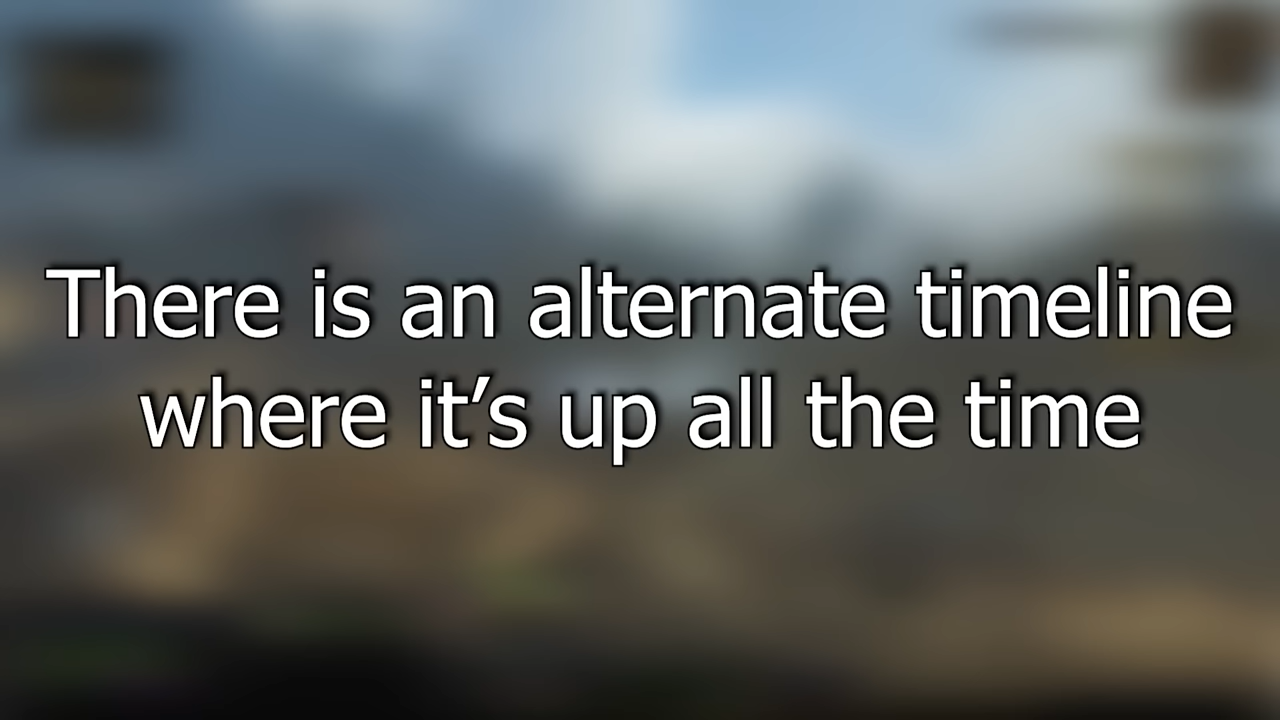 There is an alternate timeline
where it’s up all the time